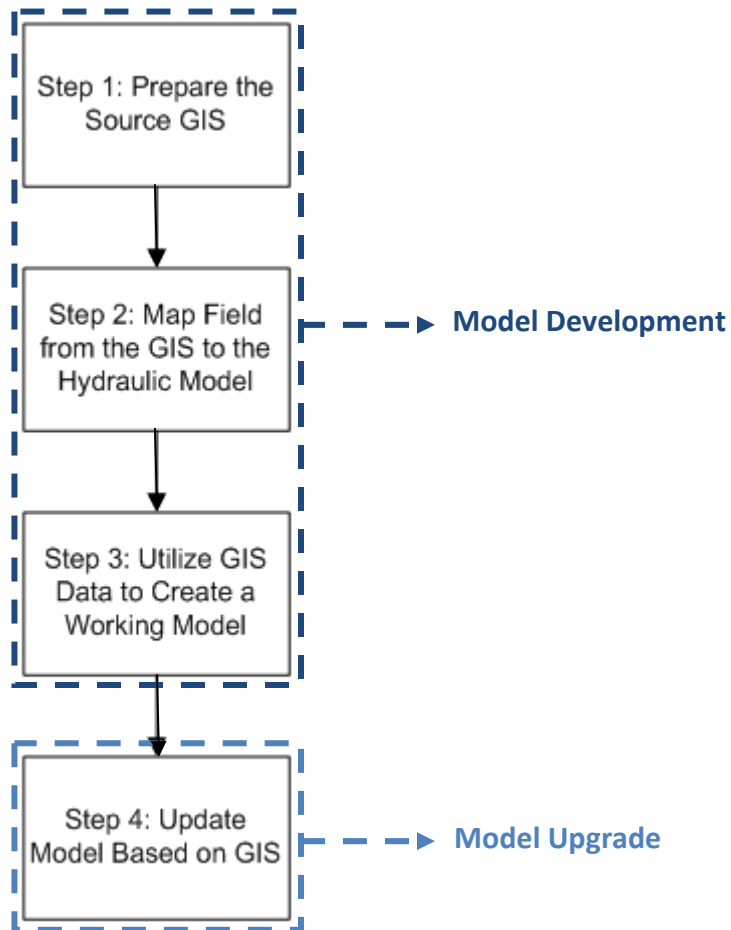 Step 1: Prepare the
Source GIS
Step 2: Map Field
from the GIS to the
Hydraulic Model
Model Development
Step 3: Utilize GIS
Data to Create a
Working Model
Step 4: Update
Model Based on GIS
Model Upgrade